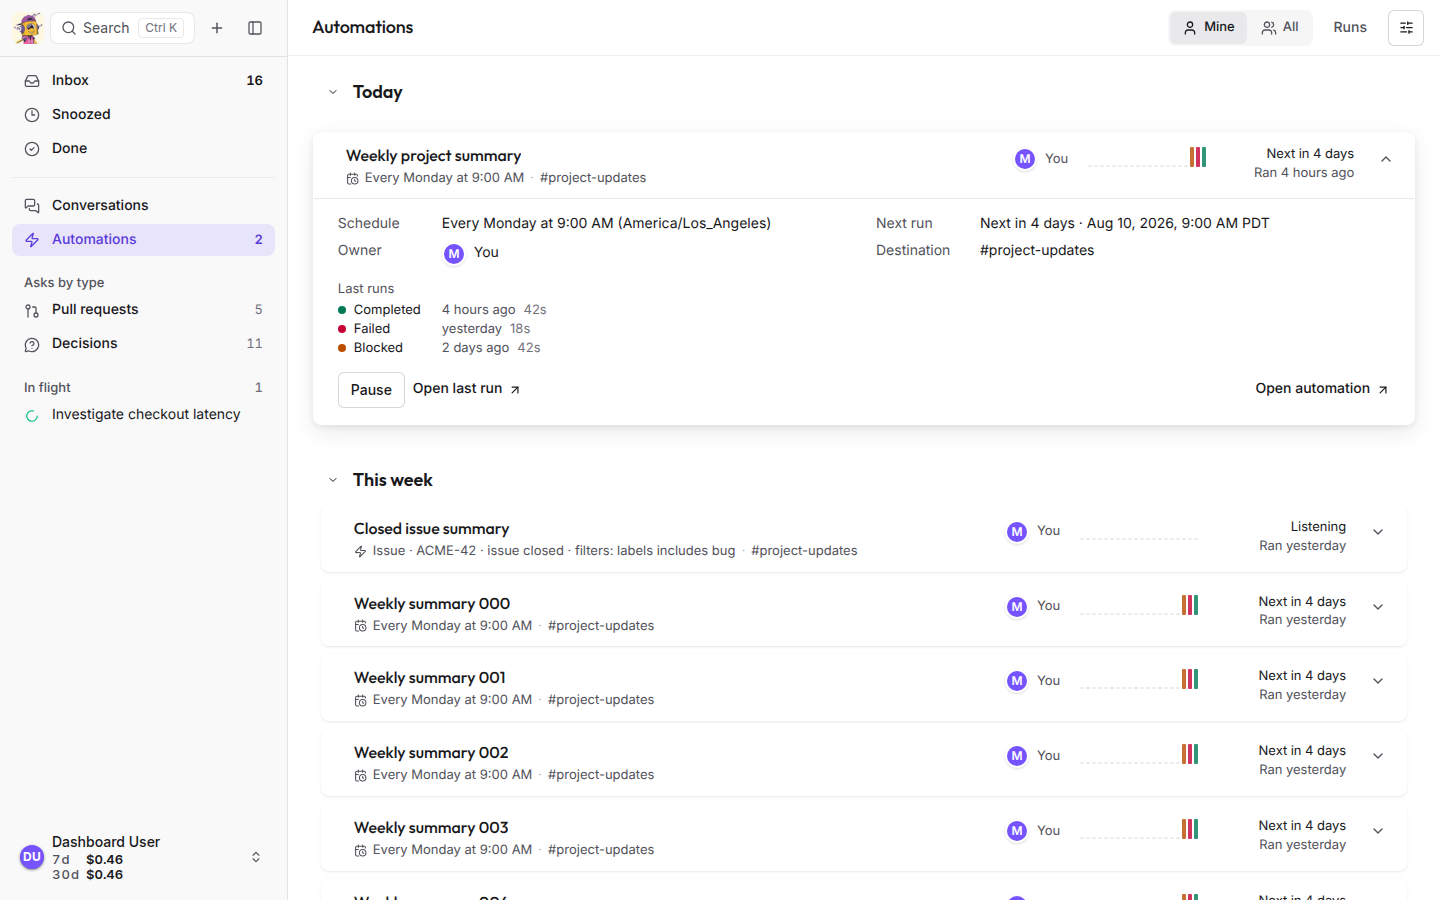 Search Ctrl K
Inbox 16
Snoozed
Done
Conversations
Automations 2
Asks by type
Pull requests 5
Decisions 11
In flight 1
Investigate checkout latency
DU Dashboard User
7d $0.46
30d $0.46
Automations
Mine All Runs
Today
Weekly project summary
Every Monday at 9:00 AM · #project-updates
M You
Next in 4 days
Ran 4 hours ago
Schedule Every Monday at 9:00 AM (America/Los_Angeles)
Next run Next in 4 days · Aug 10, 2026, 9:00 AM PDT
Owner M You
Destination #project-updates
Last runs
Completed 4 hours ago 42s
Failed yesterday 18s
Blocked 2 days ago 42s
Pause Open last run
Open automation
This week
Closed issue summary
Issue · ACME-42 · issue closed · filters: labels includes bug · #project-updates
M You
Listening
Ran yesterday
Weekly summary 000
Every Monday at 9:00 AM · #project-updates
M You
Next in 4 days
Ran yesterday
Weekly summary 001
Every Monday at 9:00 AM · #project-updates
M You
Next in 4 days
Ran yesterday
Weekly summary 002
Every Monday at 9:00 AM · #project-updates
M You
Next in 4 days
Ran yesterday
Weekly summary 003
Every Monday at 9:00 AM · #project-updates
M You
Next in 4 days
Ran yesterday